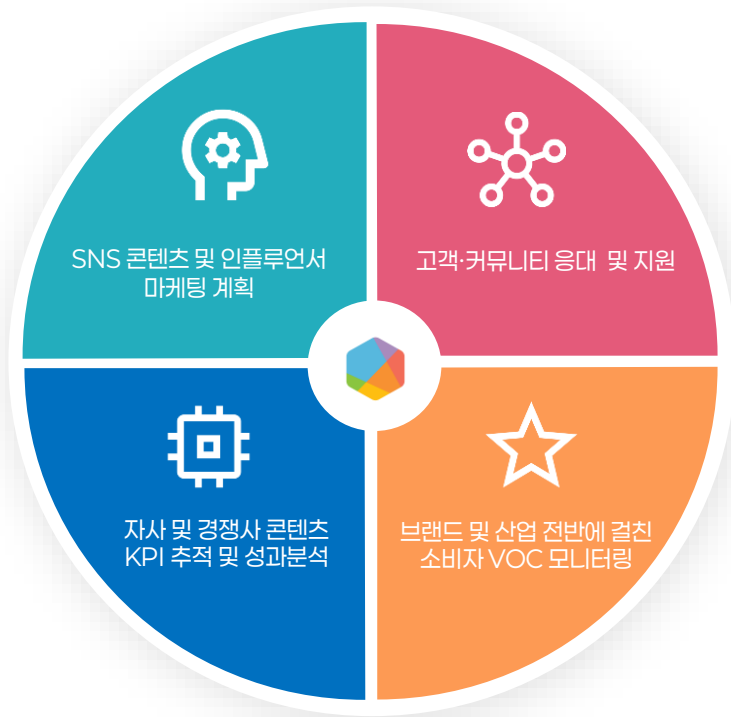 SNS 콘텐츠 및 인플루언서
마케팅 계획
고객·커뮤니티 응대 및 지원
자사 및 경쟁사 콘텐츠
KPI 추적 및 성과분석
브랜드 및 산업 전반에 걸친
소비자 VOC 모니터링